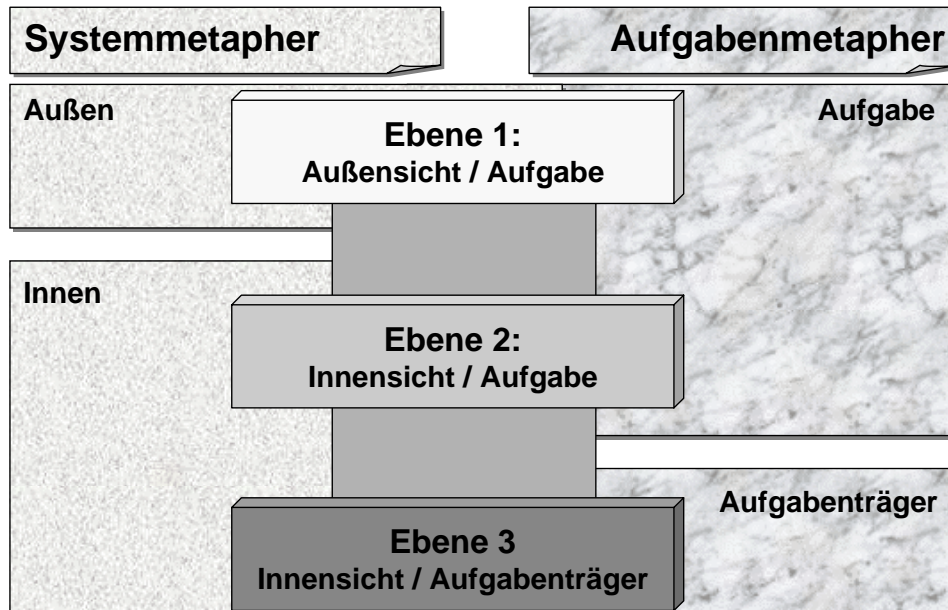 Systemmetapher
Aufgabenmetapher
Außen
Aufgabe
Ebene 1:
Außensicht / Aufgabe
Innen
Ebene 2:
Innensicht / Aufgabe
Aufgabenträger
Ebene 3
Innensicht / Aufgabenträger